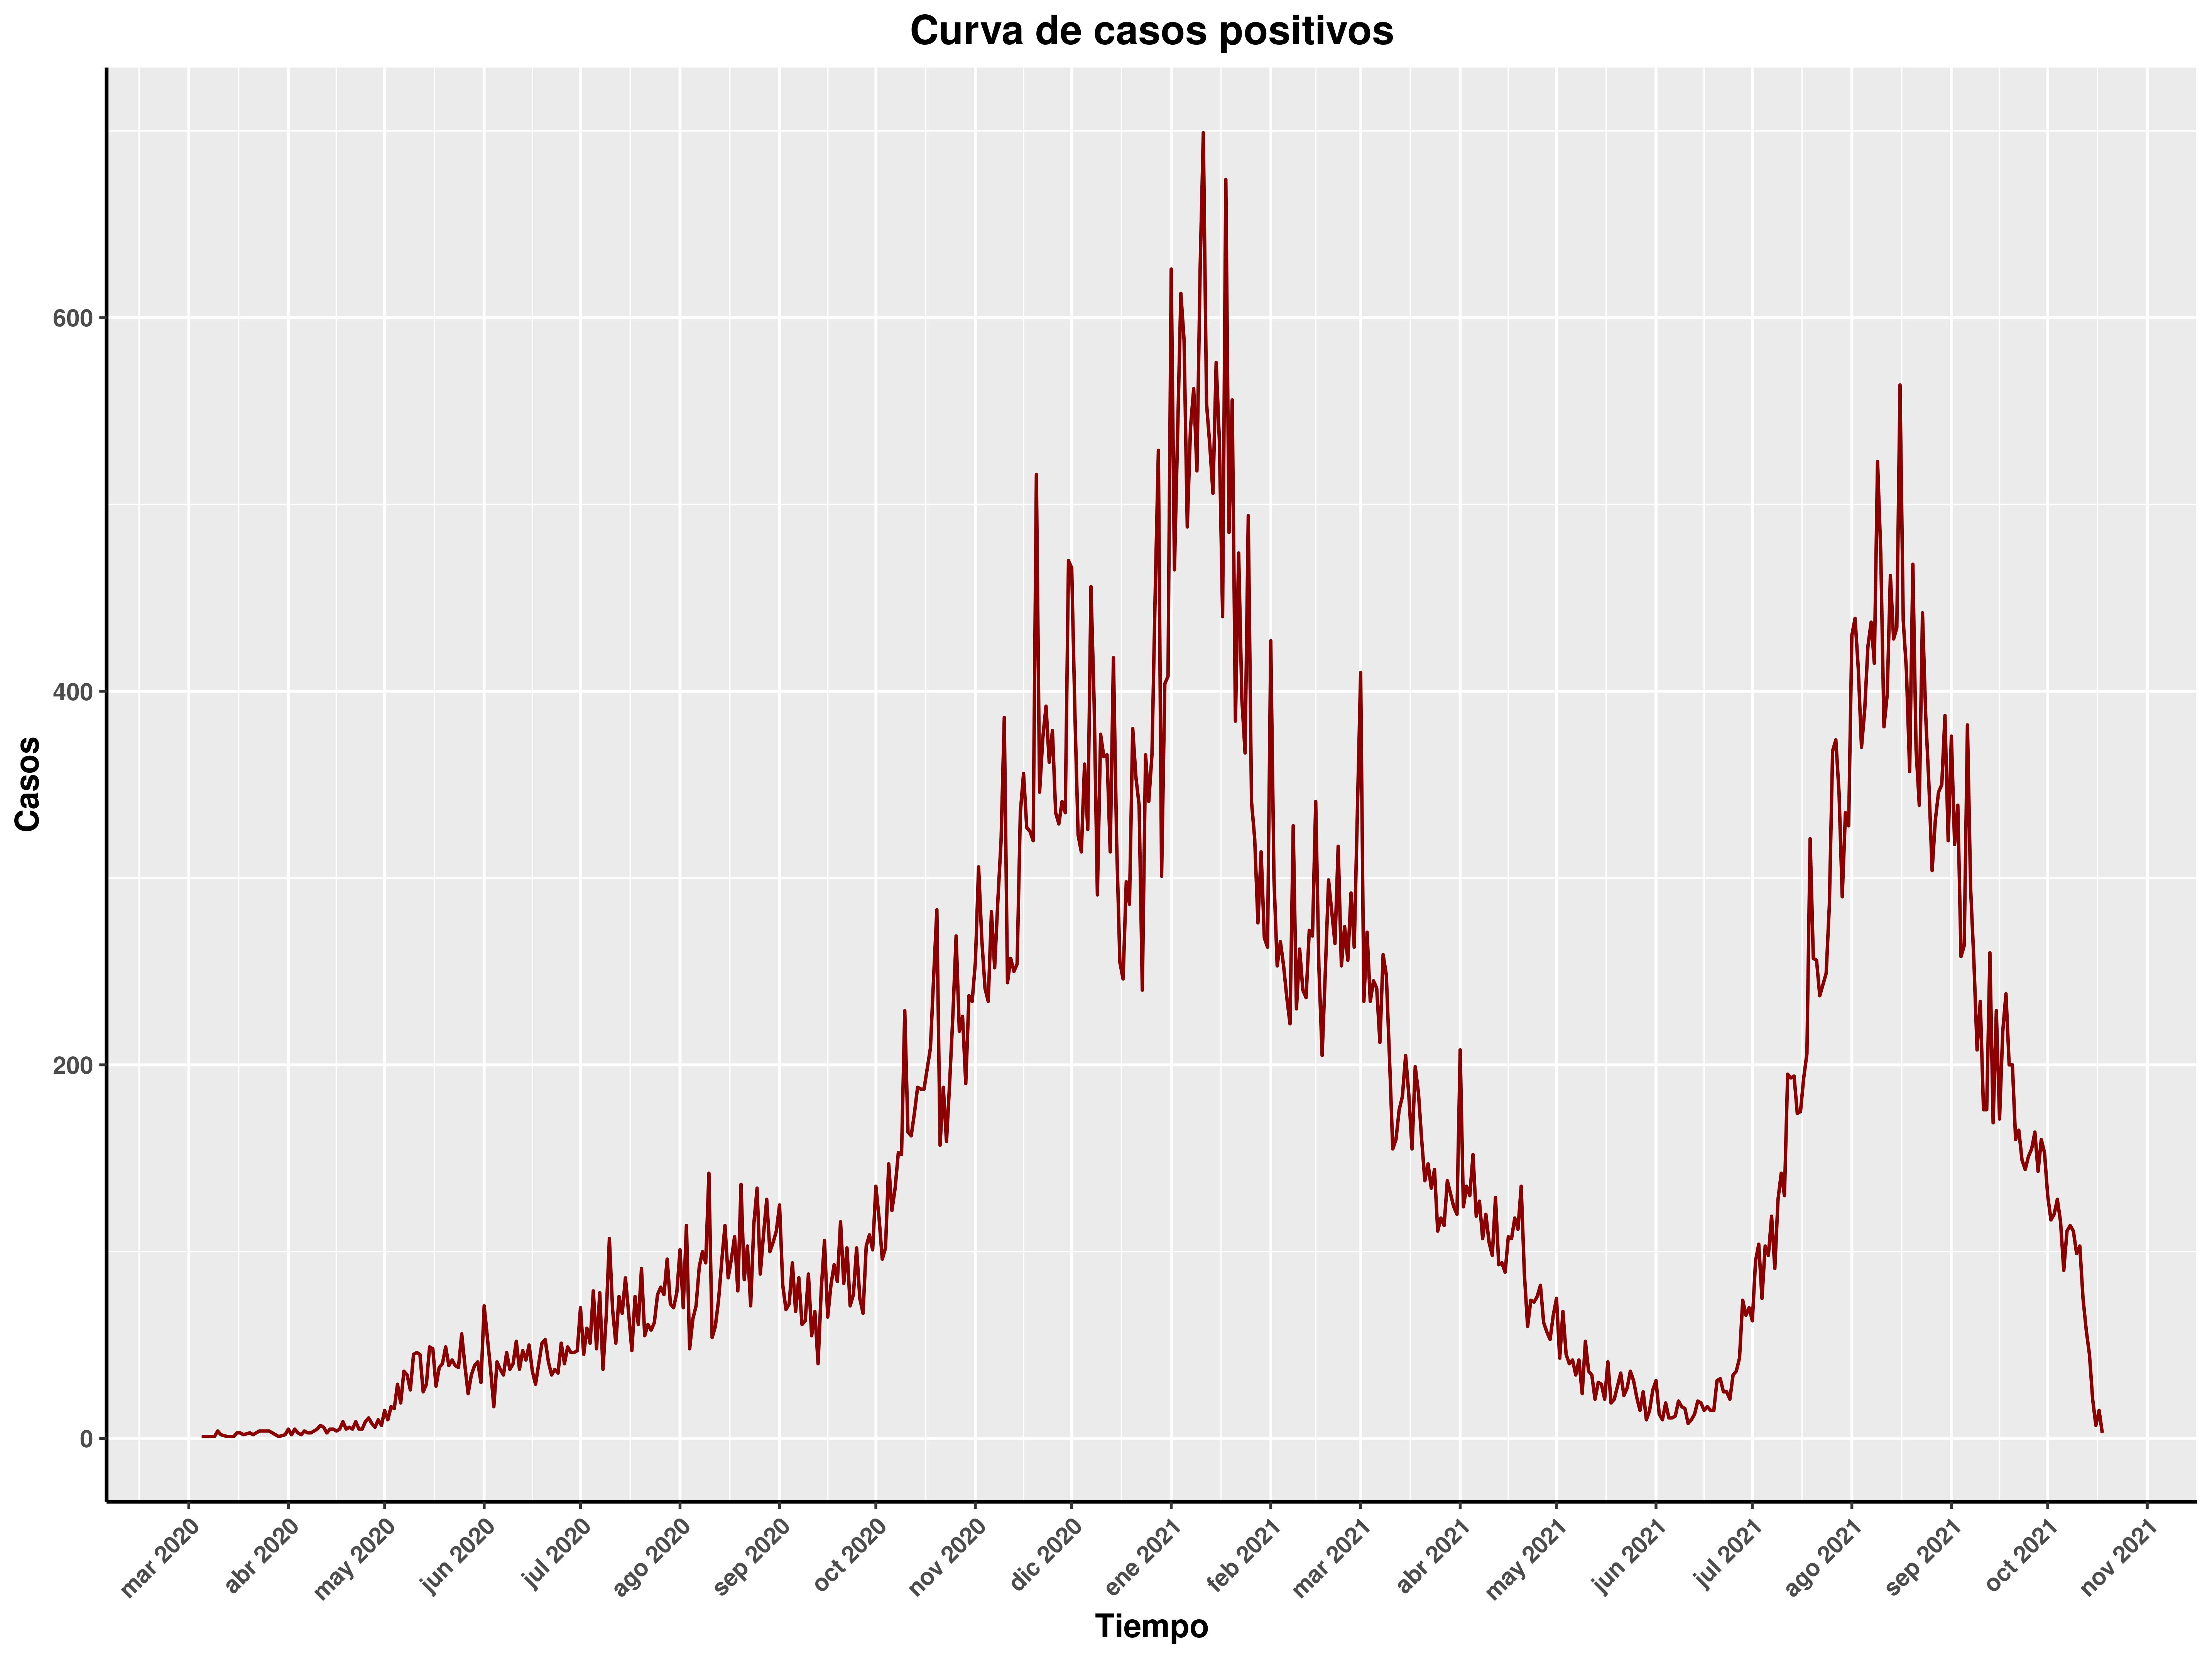 Curva de casos positivos
Casos
600
400
200
0
mar 2020
abr 2020
may 2020
jun 2020
jul 2020
ago 2020
sep 2020
oct 2020
nov 2020
dic 2020
ene 2021
feb 2021
mar 2021
abr 2021
may 2021
jun 2021
jul 2021
ago 2021
sep 2021
oct 2021
nov 2021
Tiempo